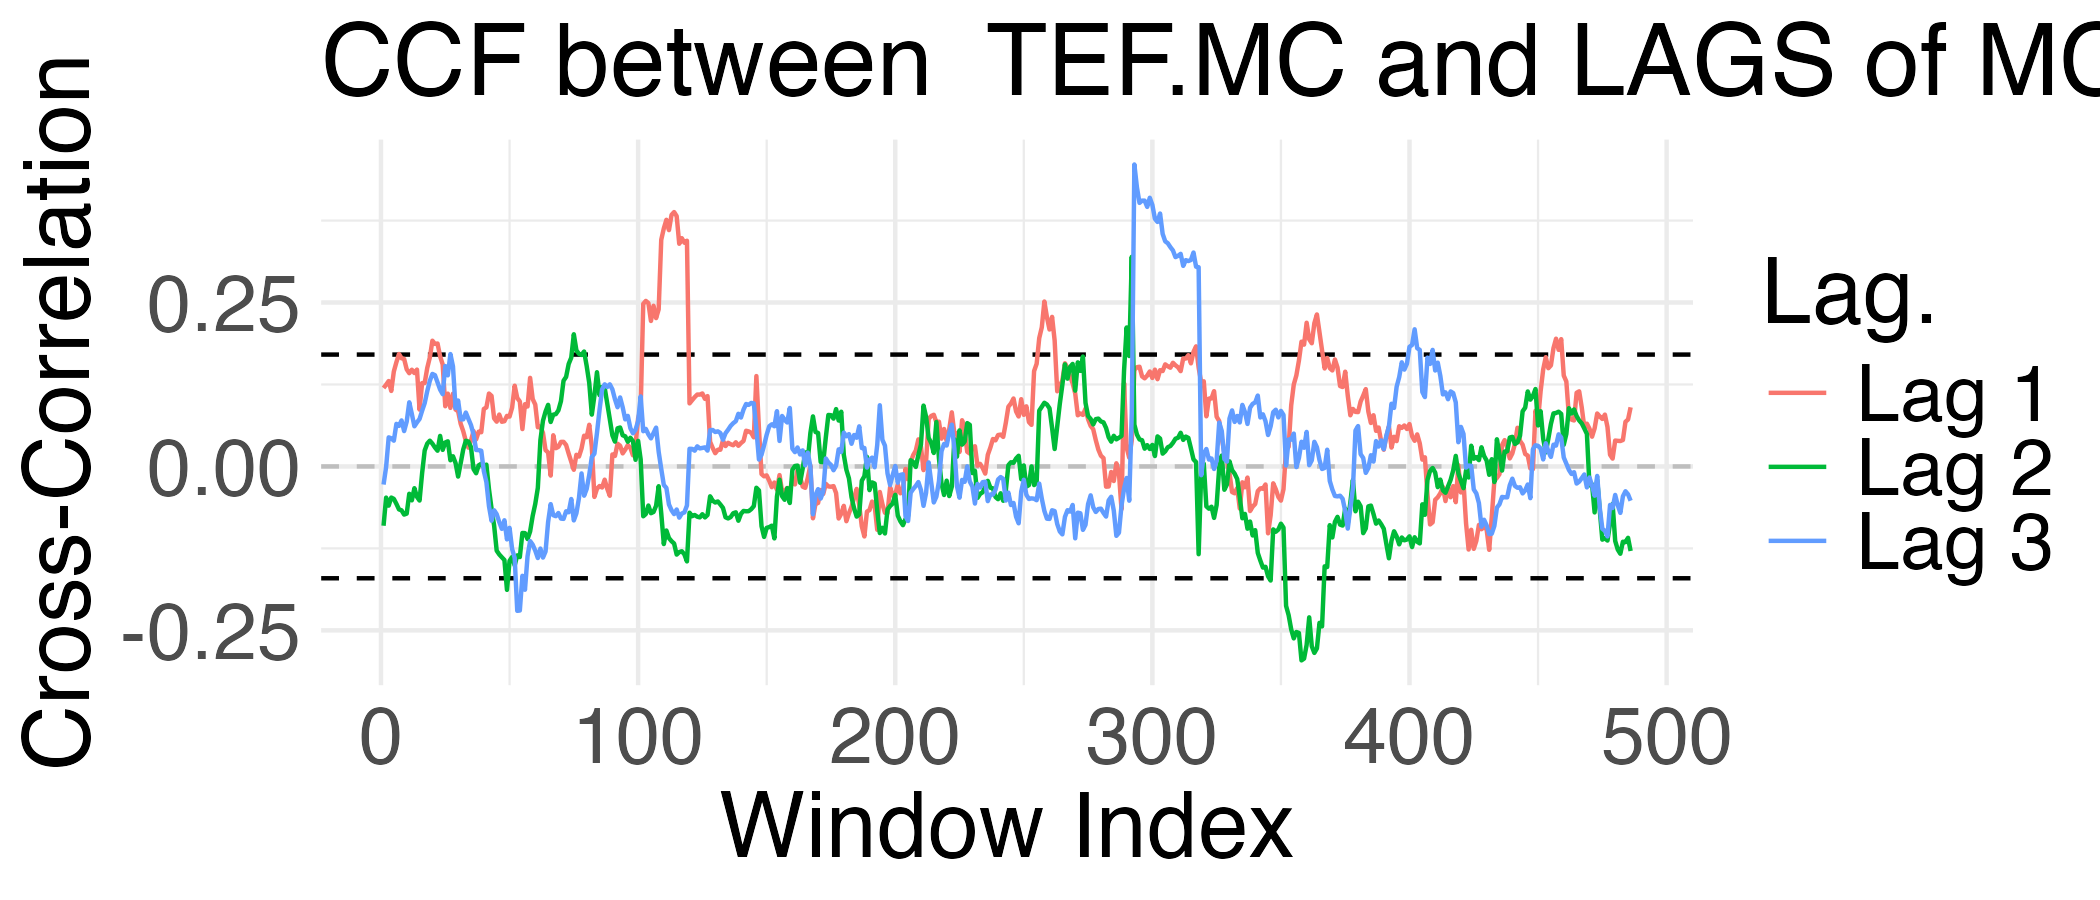 CCF between TEF.MC and LAGS of MC
Cross-Correlation
0.25
0.00
-0.25
0 100 200 300 400 500
Window Index
Lag.
Lag 1
Lag 2
Lag 3